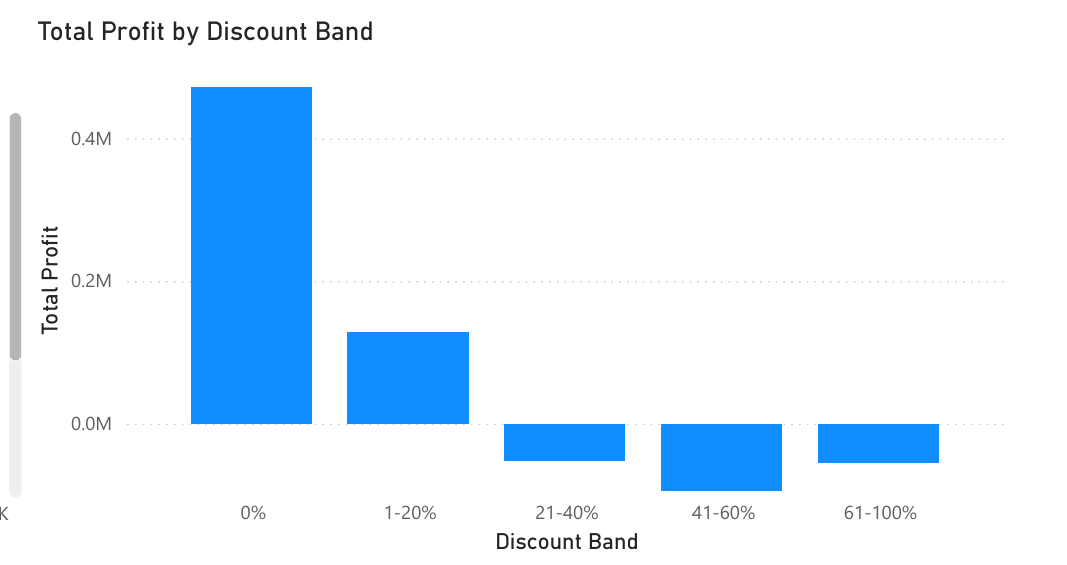 Total Profit by Discount Band
0.4M
0.2M
0.0M
Total Profit
K
0%
1-20%
21-40%
41-60%
61-100%
Discount Band